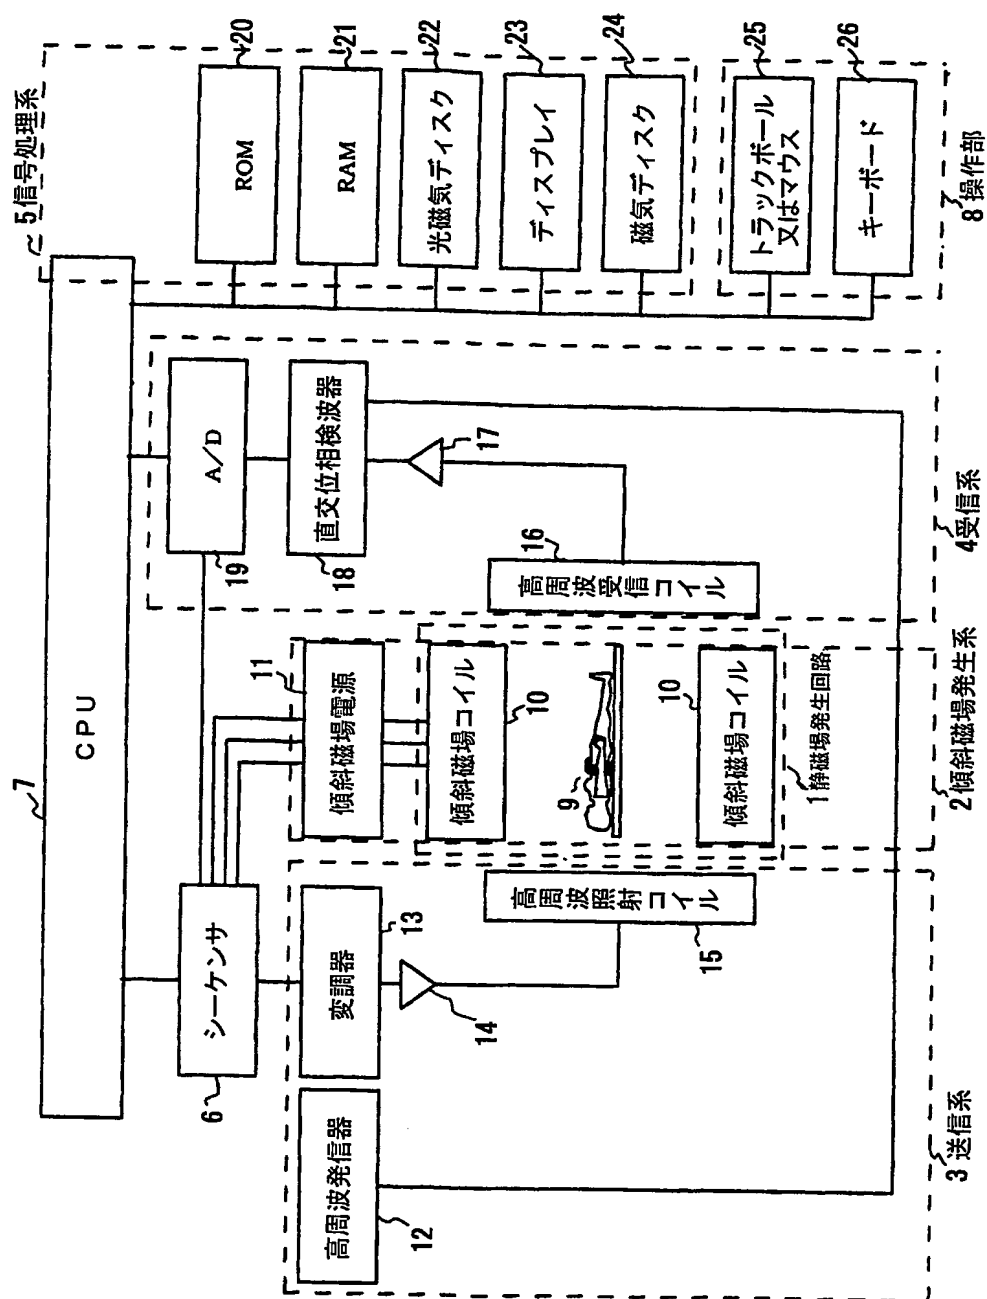 7
CPU
5信号処理系
ROM
20
RAM
21
光磁気ディスク
22
ディスプレイ
23
磁気ディスク
24
トラックボール
又はマウス
25
キーボード
26
8操作部
A/D
19
直交位相検波器
18
17
16
高周波受信コイル
4受信系
シーケンサ
6
11
傾斜磁場電源
傾斜磁場コイル
10
9
10
傾斜磁場コイル
1静磁場発生回路
2傾斜磁場発生系
変調器
13
14
高周波照射コイル
15
高周波発信器
12
3送信系